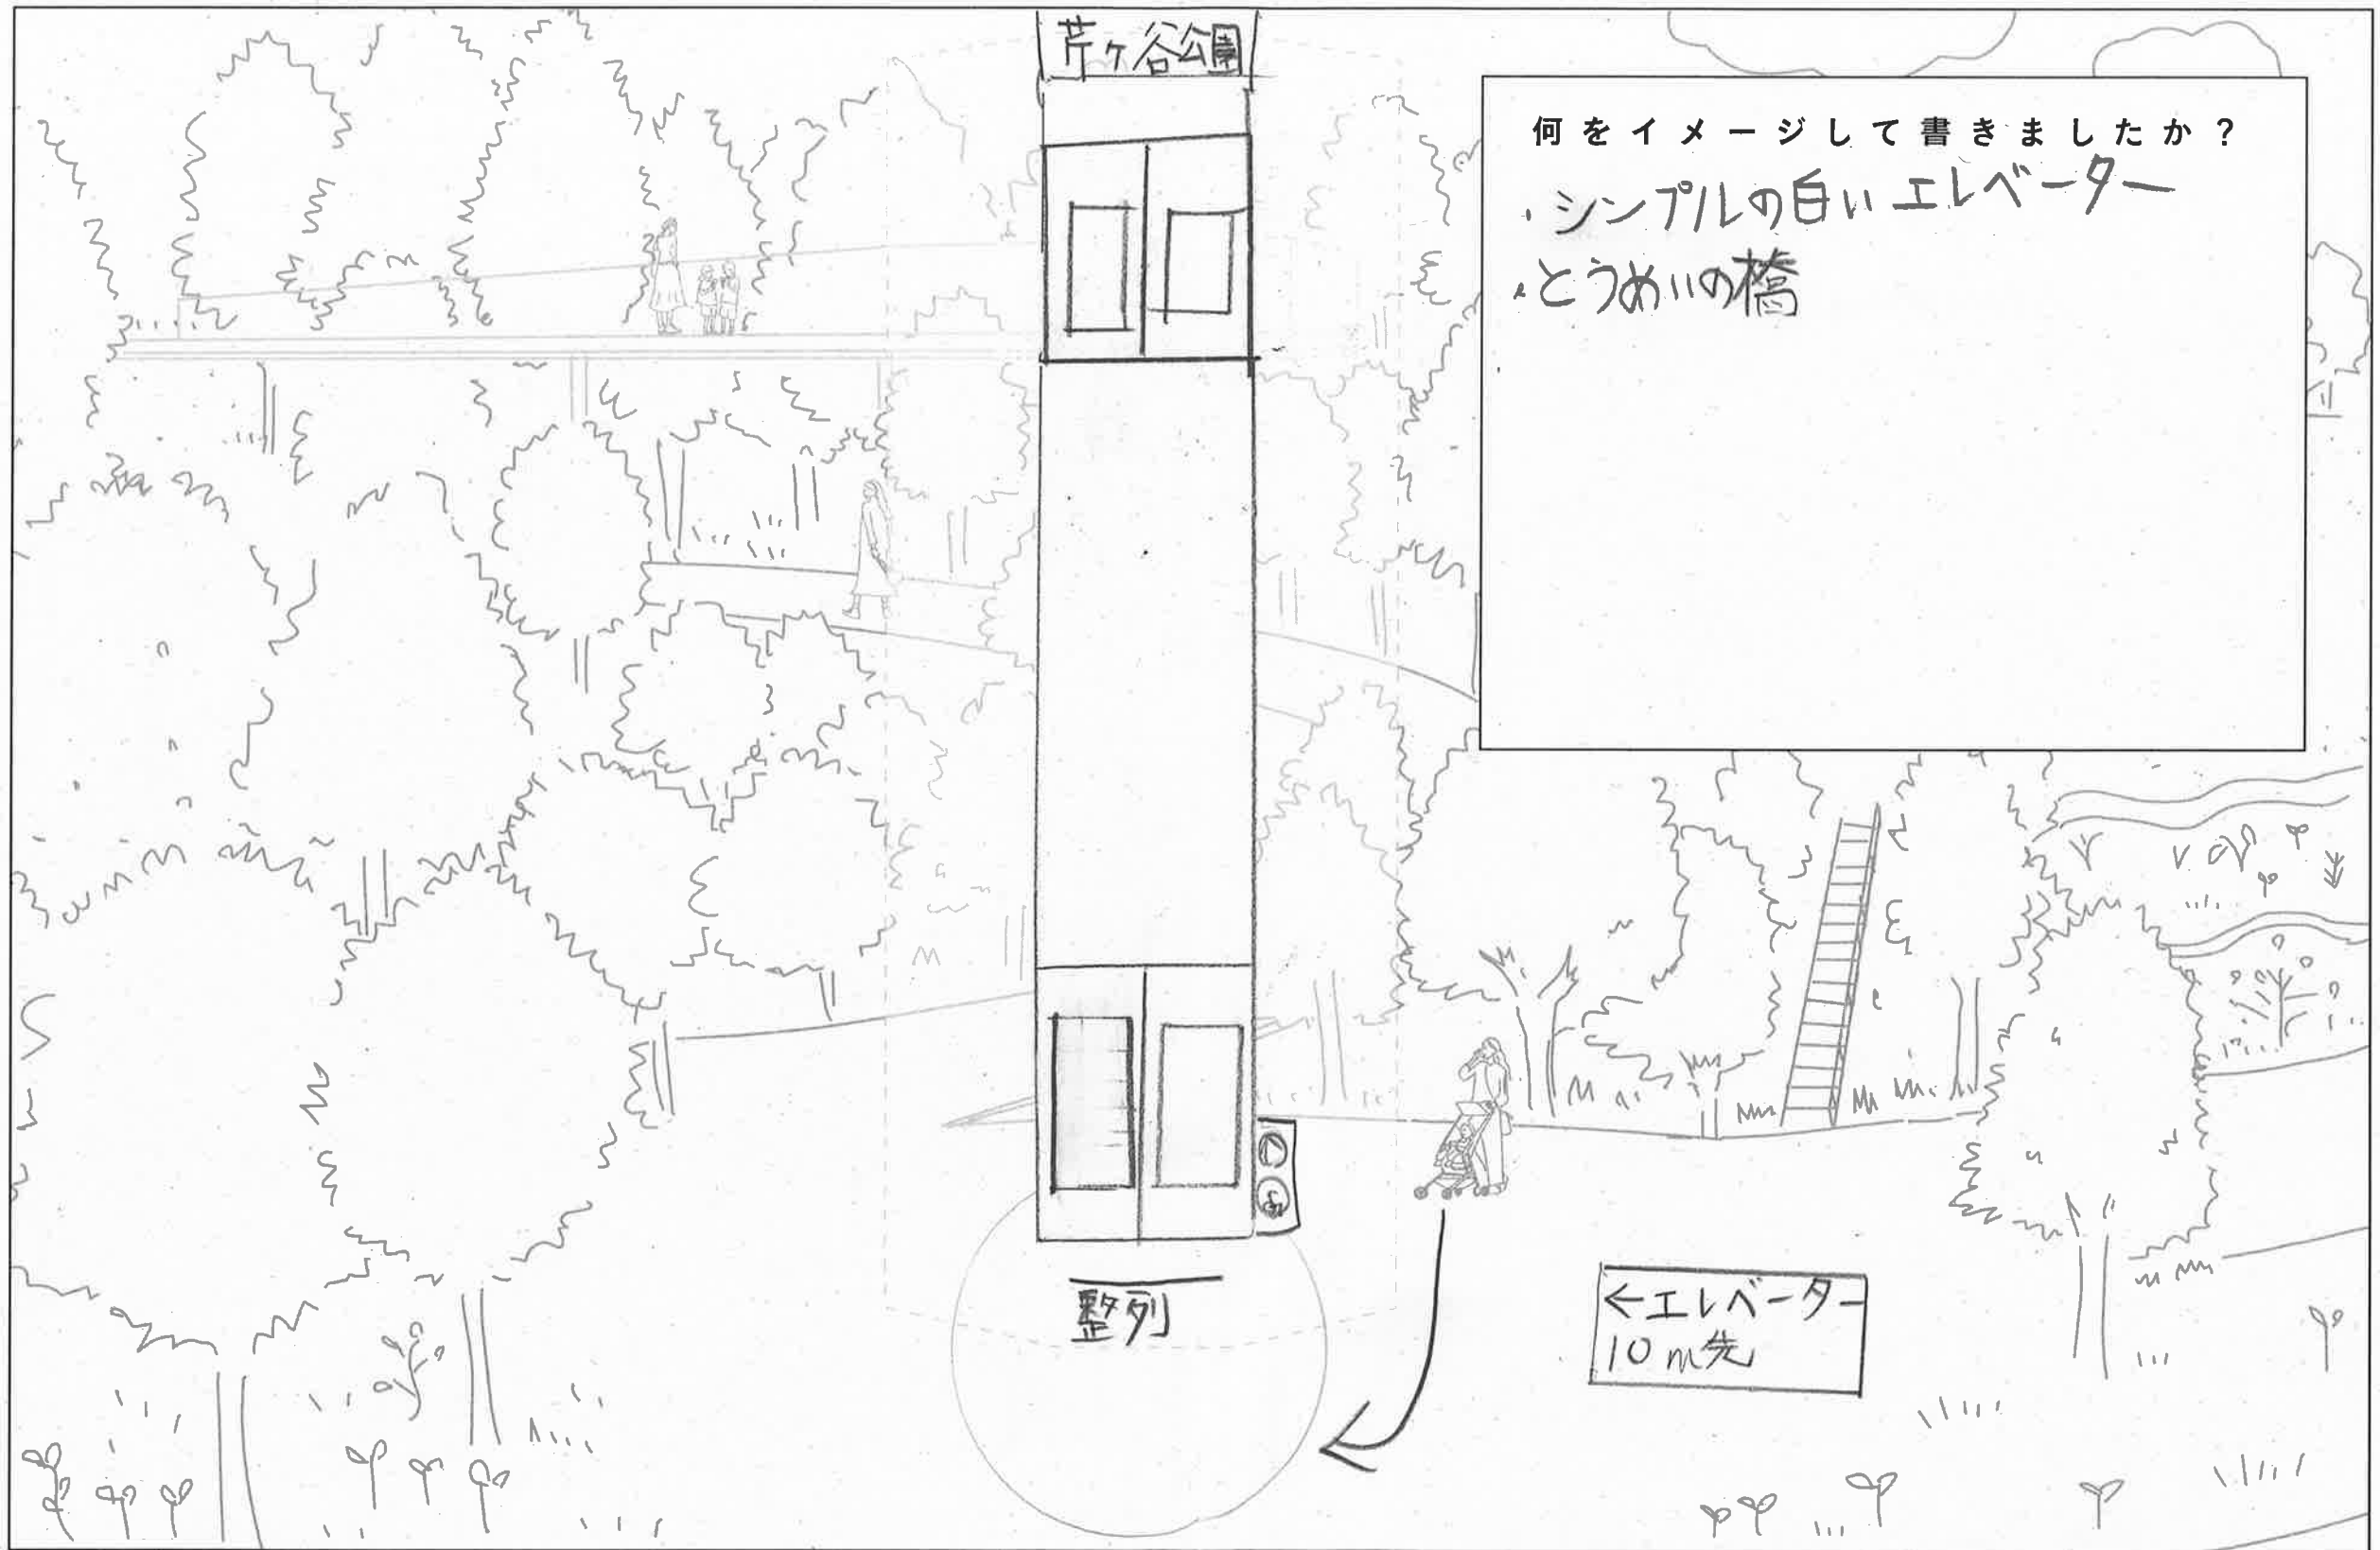 芹ヶ谷公園
何をイメージして書きましたか？
・シンプルの白いエレベーター
・とうめいの橋
整列
←エレベーター
10m先